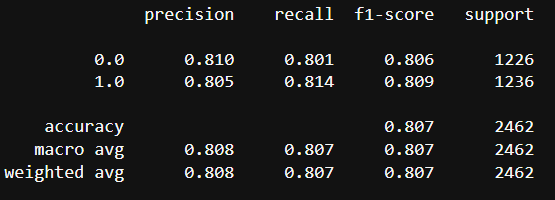 precision recall f1-score support
0.0 0.810 0.801 0.806 1226
1.0 0.805 0.814 0.809 1236
accuracy 0.807 2462
macro avg 0.808 0.807 0.807 2462
weighted avg 0.808 0.807 0.807 2462